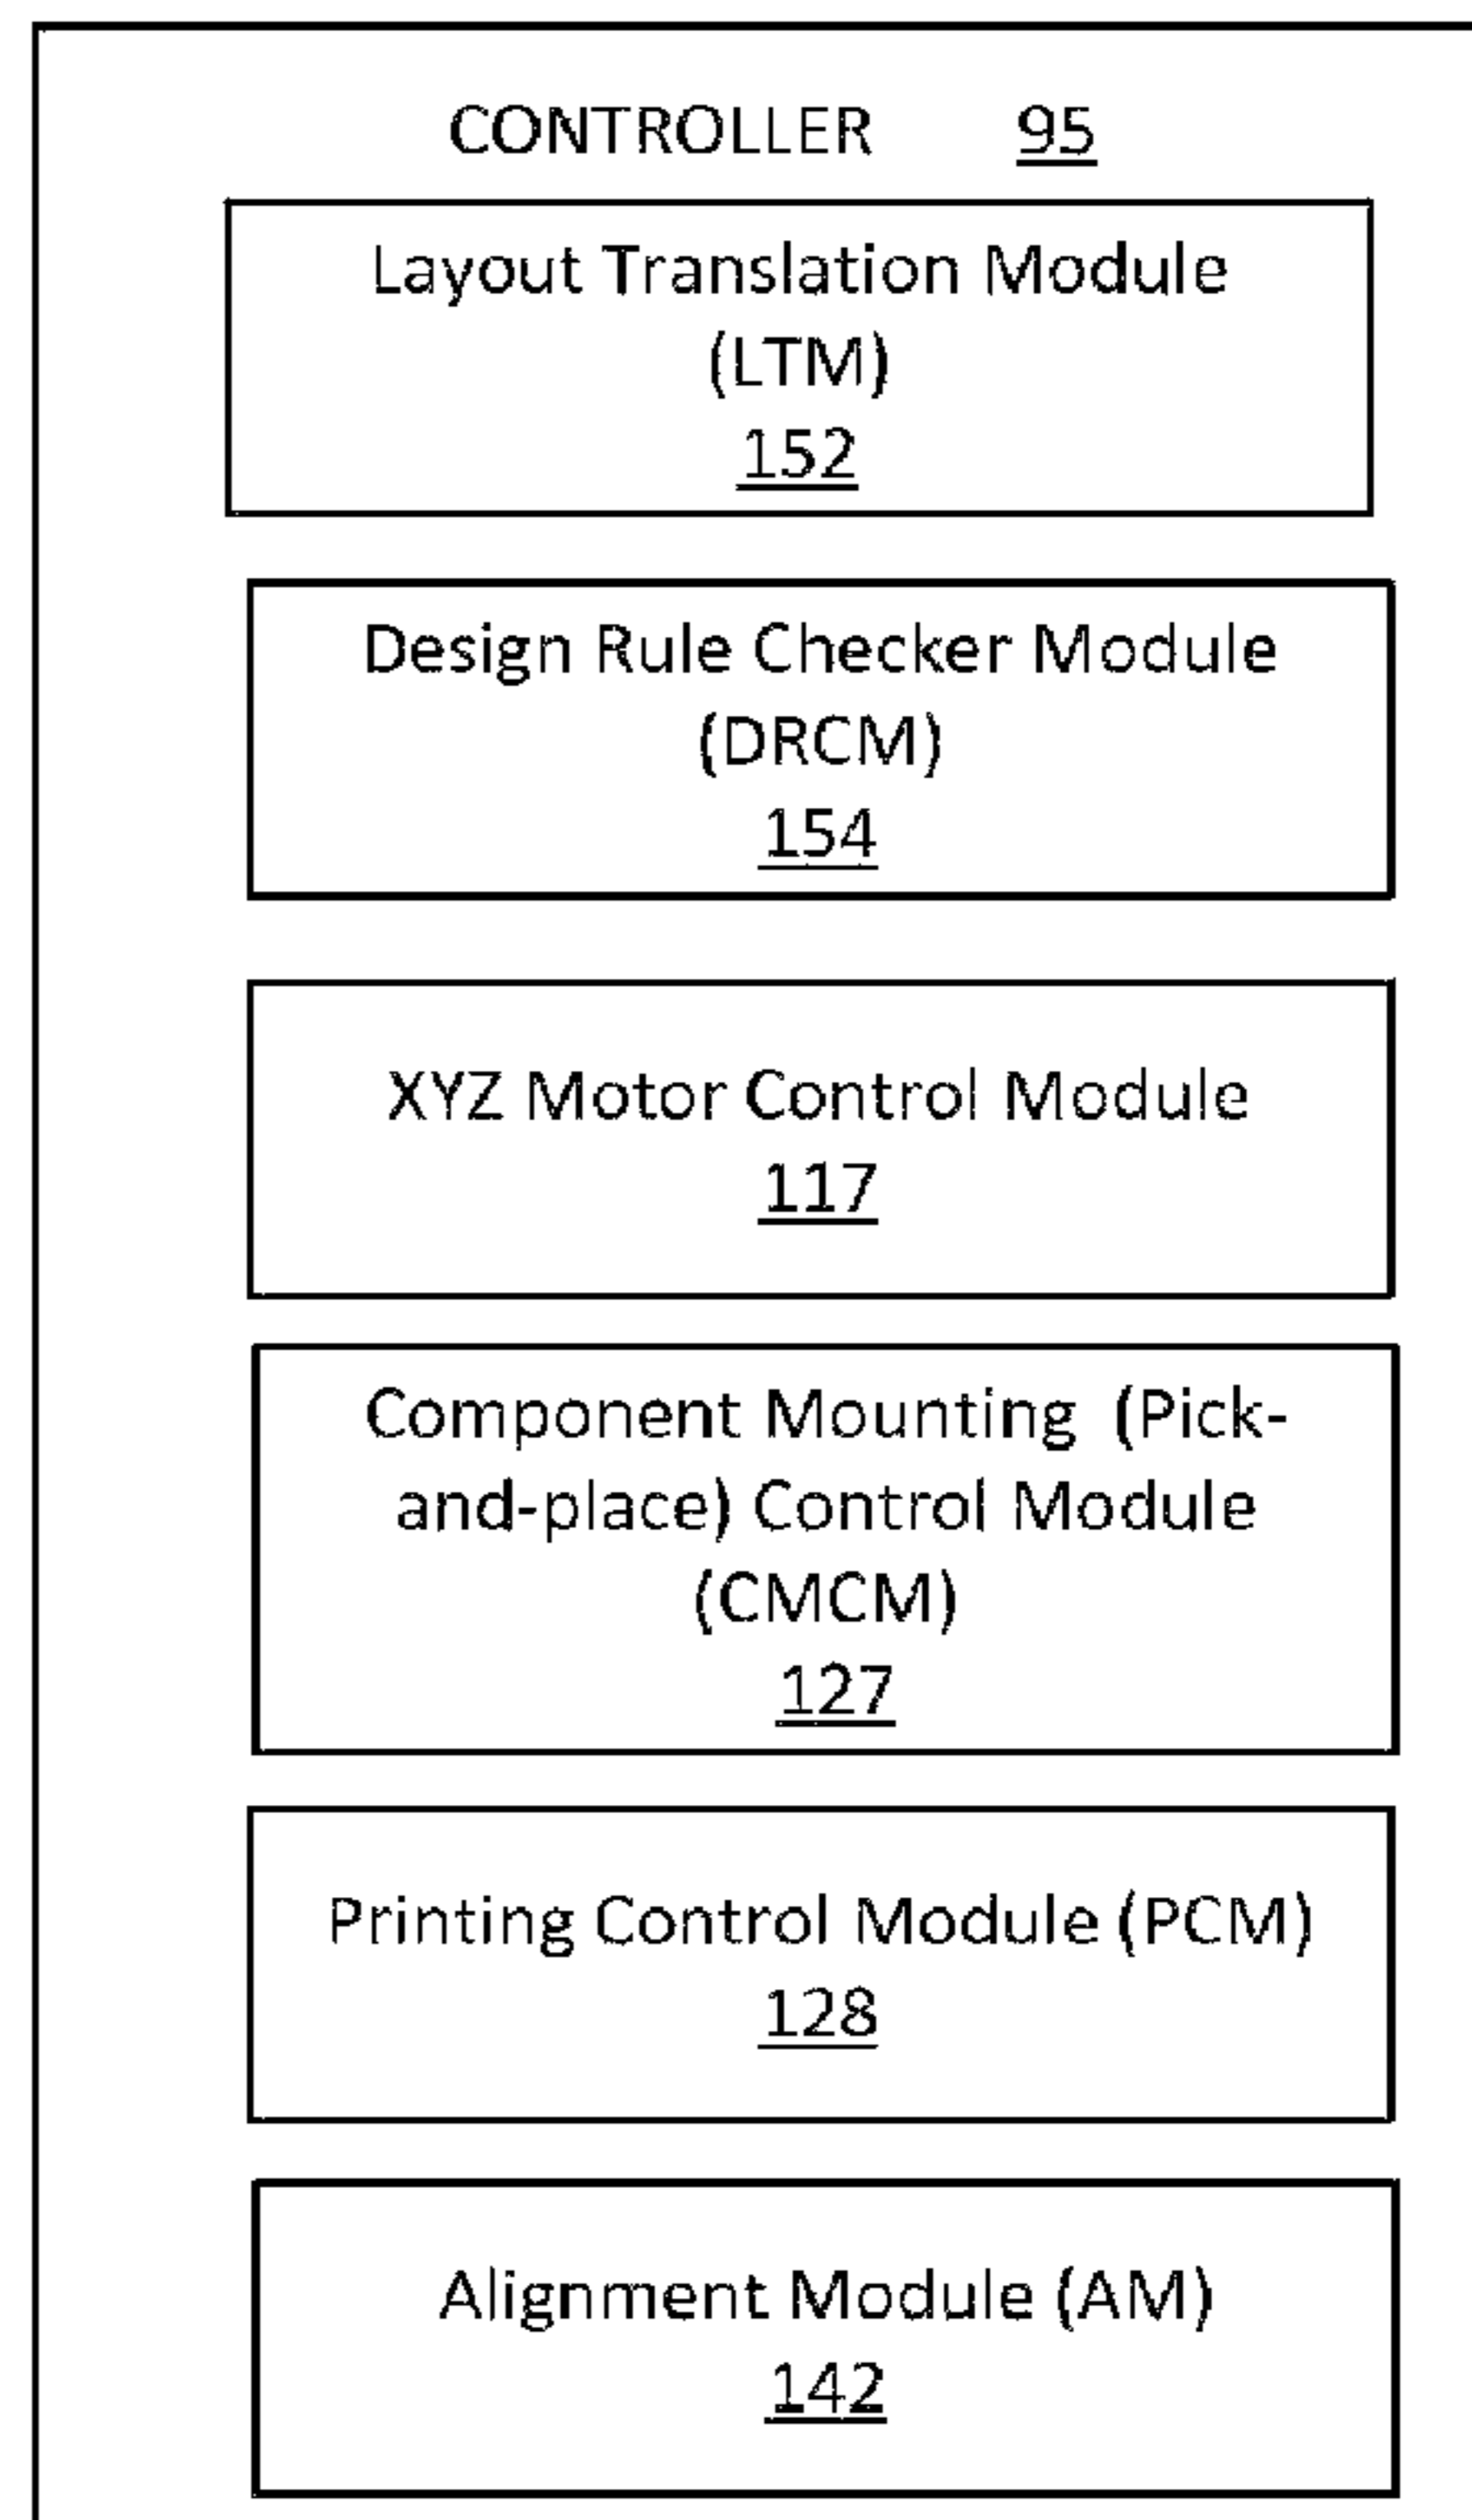 CONTROLLER 95
Layout Translation Module
(LTM)
152
Design Rule Checker Module
(DRCM)
154
XYZ Motor Control Module
117
Component Mounting (Pick-
and-place) Control Module
(CMCM)
127
Printing Control Module (PCM)
128
Alignment Module (AM)
142